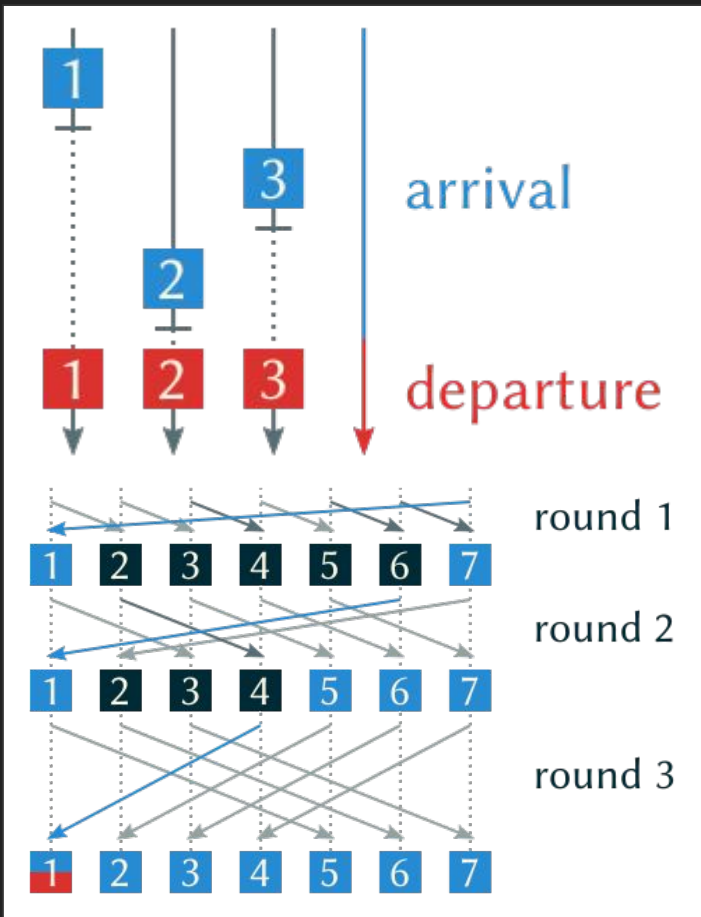 1
3
arrival
2
1 2 3
departure
round 1
1 2 3 4 5 6 7
round 2
1 2 3 4 5 6 7
round 3
1 2 3 4 5 6 7